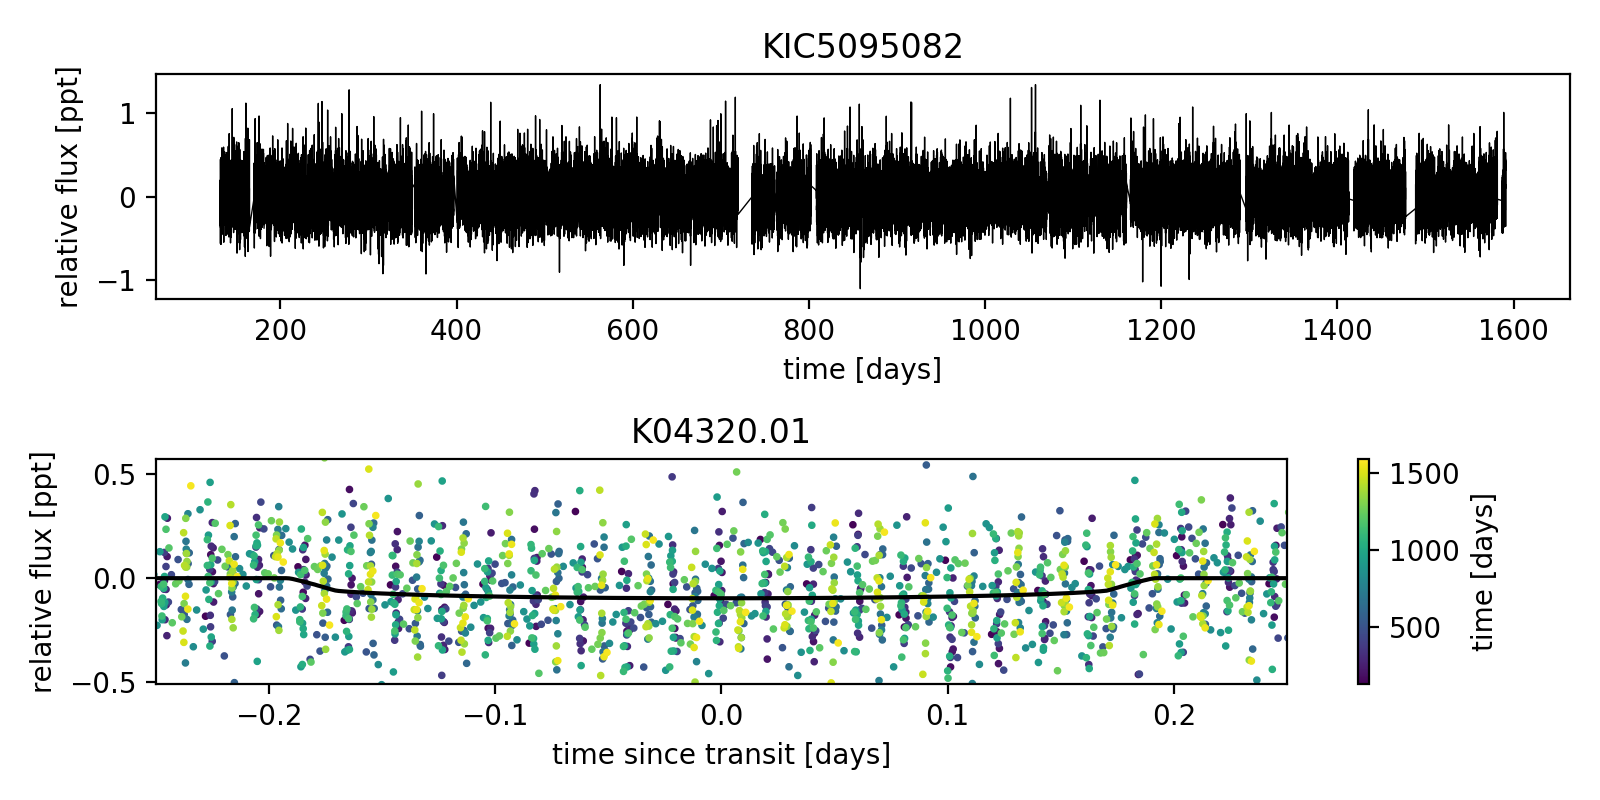 KIC5095082
relative flux [ppt]
1
0
−1
200 400 600 800 1000 1200 1400 1600
time [days]
K04320.01
relative flux [ppt]
0.5
0.0
−0.5
−0.2 −0.1 0.0 0.1 0.2
time since transit [days]
1500
1000
500
time [days]